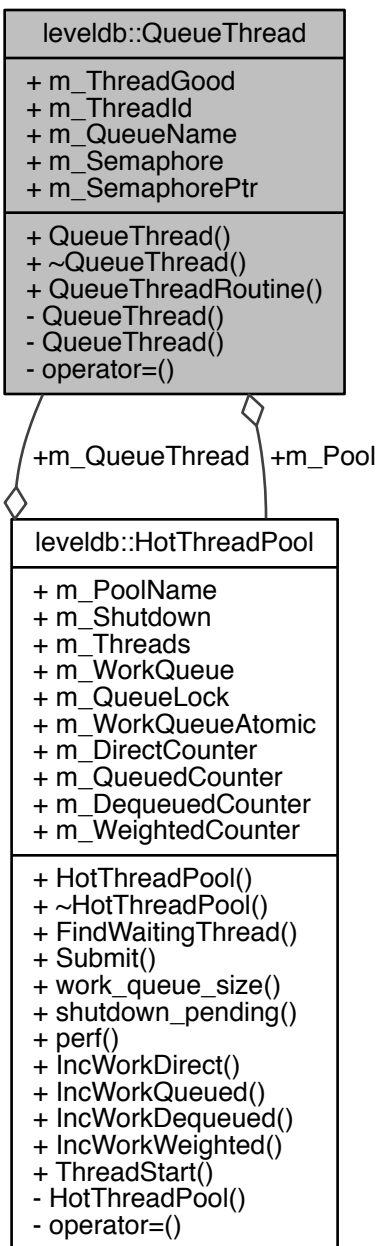 leveldb::QueueThread
+ m_ThreadGood
+ m_ThreadId
+ m_QueueName
+ m_Semaphore
+ m_SemaphorePtr
+ QueueThread()
+ ~QueueThread()
+ QueueThreadRoutine()
- QueueThread()
- QueueThread()
- operator=()
+m_QueueThread +m_Pool
leveldb::HotThreadPool
+ m_PoolName
+ m_Shutdown
+ m_Threads
+ m_WorkQueue
+ m_QueueLock
+ m_WorkQueueAtomic
+ m_DirectCounter
+ m_QueuedCounter
+ m_DequeuedCounter
+ m_WeightedCounter
+ HotThreadPool()
+ ~HotThreadPool()
+ FindWaitingThread()
+ Submit()
+ work_queue_size()
+ shutdown_pending()
+ perf()
+ IncWorkDirect()
+ IncWorkQueued()
+ IncWorkDequeued()
+ IncWorkWeighted()
+ ThreadStart()
- HotThreadPool()
- operator=()